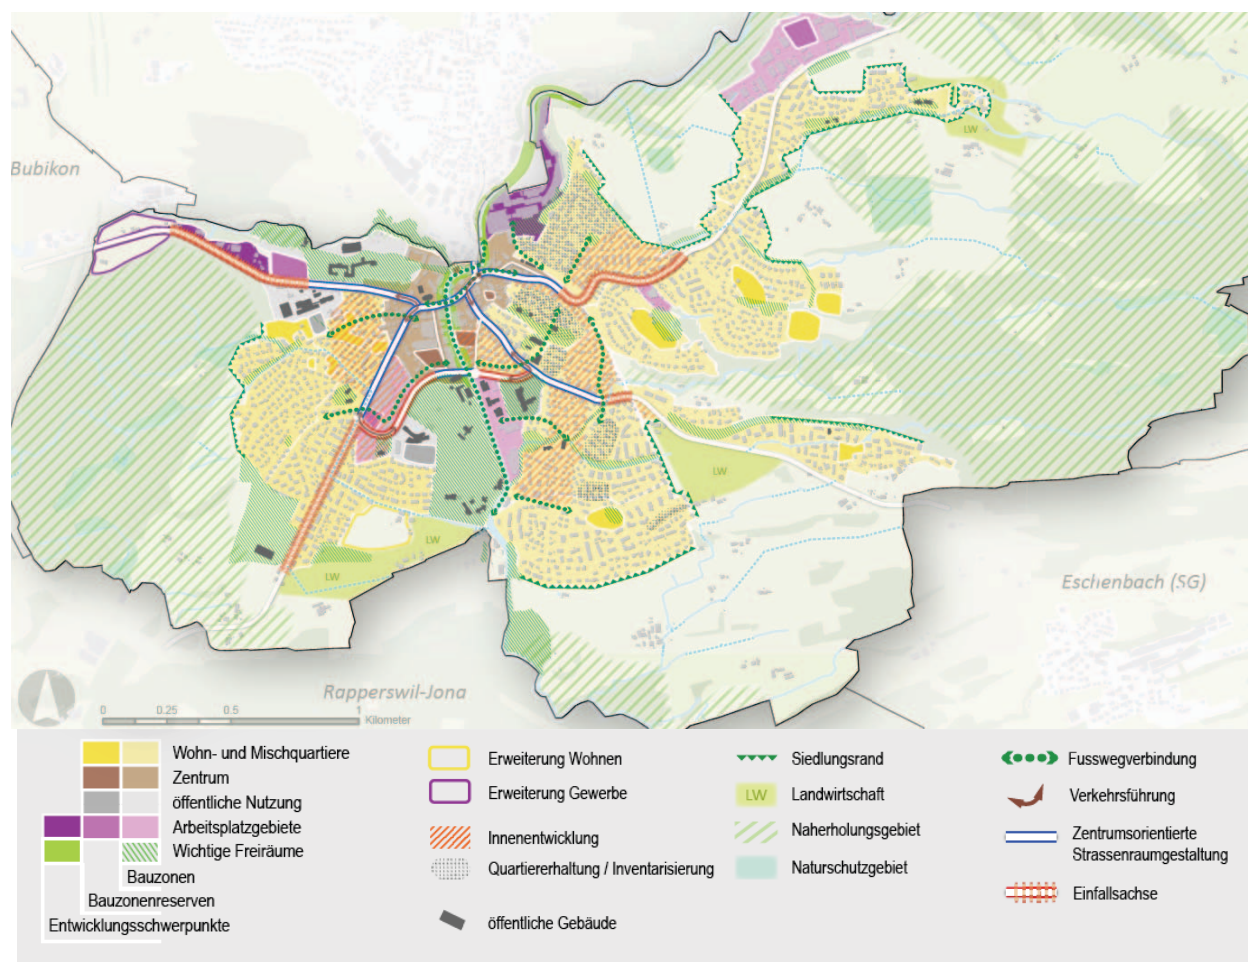 Bubikon
LW
LW
LW
LW
Eschenbach (SG)
Rapperswil-Jona
0 0.25 0.5 1
Kilometer
Wohn- und Mischquartiere
Zentrum
öffentliche Nutzung
Arbeitsplatzgebiete
Wichtige Freiräume
Bauzonen
Bauzonenreserven
Entwicklungsschwerpunkte
Erweiterung Wohnen
Erweiterung Gewerbe
Innenentwicklung
Quartiererhaltung / Inventarisierung
öffentliche Gebäude
Siedlungsrand
LW Landwirtschaft
Naherholungsgebiet
Naturschutzgebiet
Fusswegverbindung
Verkehrsführung
Zentrumsorientierte
Strassenraumgestaltung
Einfallsachse